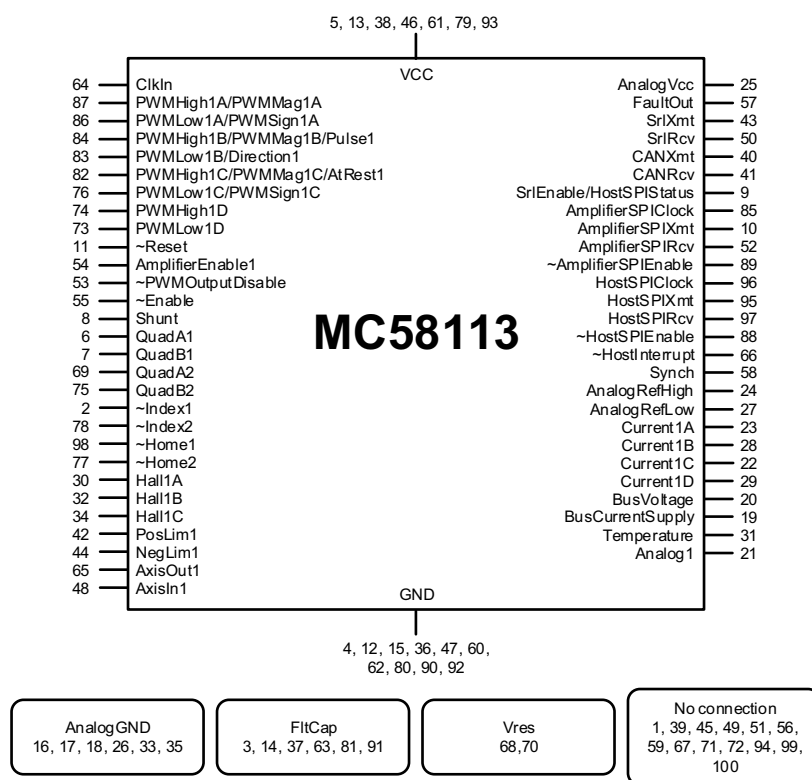 5, 13, 38, 46, 61, 79, 93
VCC
64 ClkIn
87 PWMHigh1A/PWMMag1A
86 PWMLow1A/PWMSign1A
84 PWMHigh1B/PWMMag1B/Pulse1
83 PWMLow1B/Direction1
82 PWMHigh1C/PWMMag1C/AtRest1
76 PWMLow1C/PWMSign1C
74 PWMHigh1D
73 PWMLow1D
11 ~Reset
54 AmplifierEnable1
53 ~PWMOutputDisable
55 ~Enable
8 Shunt
6 QuadA1
7 QuadB1
69 QuadA2
75 QuadB2
2 ~Index1
78 ~Index2
98 ~Home1
77 ~Home2
30 Hall1A
32 Hall1B
34 Hall1C
42 PosLim1
44 NegLim1
65 AxisOut1
48 AxisIn1
MC58113
AnalogVcc 25
FaultOut 57
SrlXmt 43
SrlRcv 50
CANXmt 40
CANRcv 41
SrlEnable/HostSPIStatus 9
AmplifierSPIClock 85
AmplifierSPIXmt 10
AmplifierSPIRcv 52
~AmplifierSPIEnable 89
HostSPIClock 96
HostSPIXmt 95
HostSPIRcv 97
~HostSPIEnable 88
~HostInterrupt 66
Synch 58
AnalogRefHigh 24
AnalogRefLow 27
Current1A 23
Current1B 28
Current1C 22
Current1D 29
BusVoltage 20
BusCurrentSupply 19
Temperature 31
Analog1 21
GND
4, 12, 15, 36, 47, 60,
62, 80, 90, 92
AnalogGND
16, 17, 18, 26, 33, 35
FltCap
3, 14, 37, 63, 81, 91
Vres
68,70
No connection
1, 39, 45, 49, 51, 56,
59, 67, 71, 72, 94, 99,
100